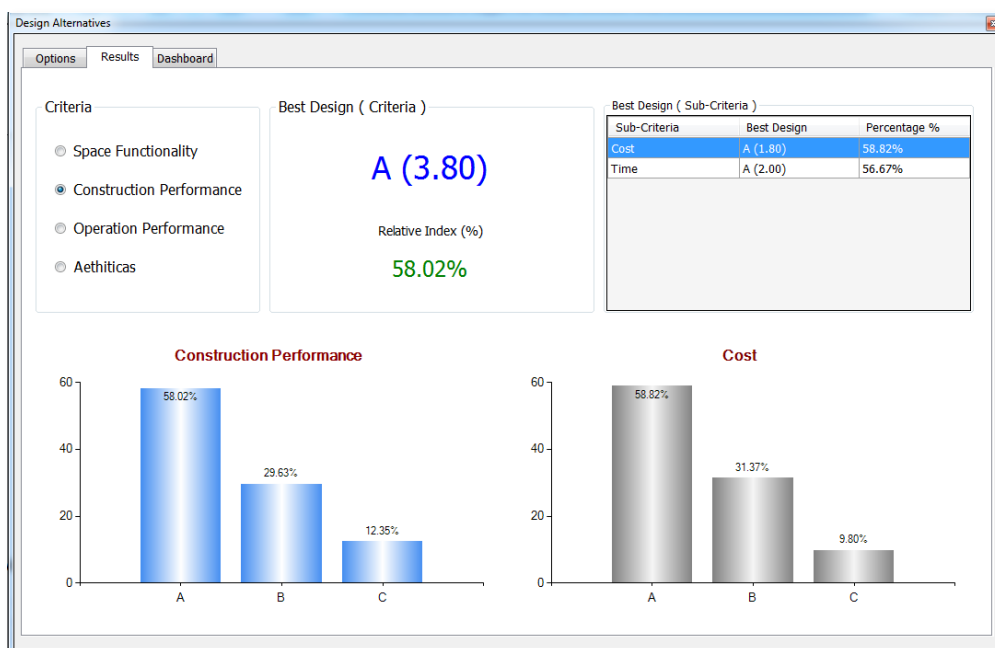 Design Alternatives
Options Results Dashboard
Criteria
Space Functionality
Construction Performance
Operation Performance
Aethiticas
Best Design ( Criteria )
A (3.80)
Relative Index (%)
58.02%
Best Design ( Sub-Criteria )
Sub-Criteria Best Design Percentage %
Cost A (1.80) 58.82%
Time A (2.00) 56.67%
Construction Performance
60
40
20
0
58.02%
29.63%
12.35%
A B C
Cost
60
40
20
0
58.82%
31.37%
9.80%
A B C